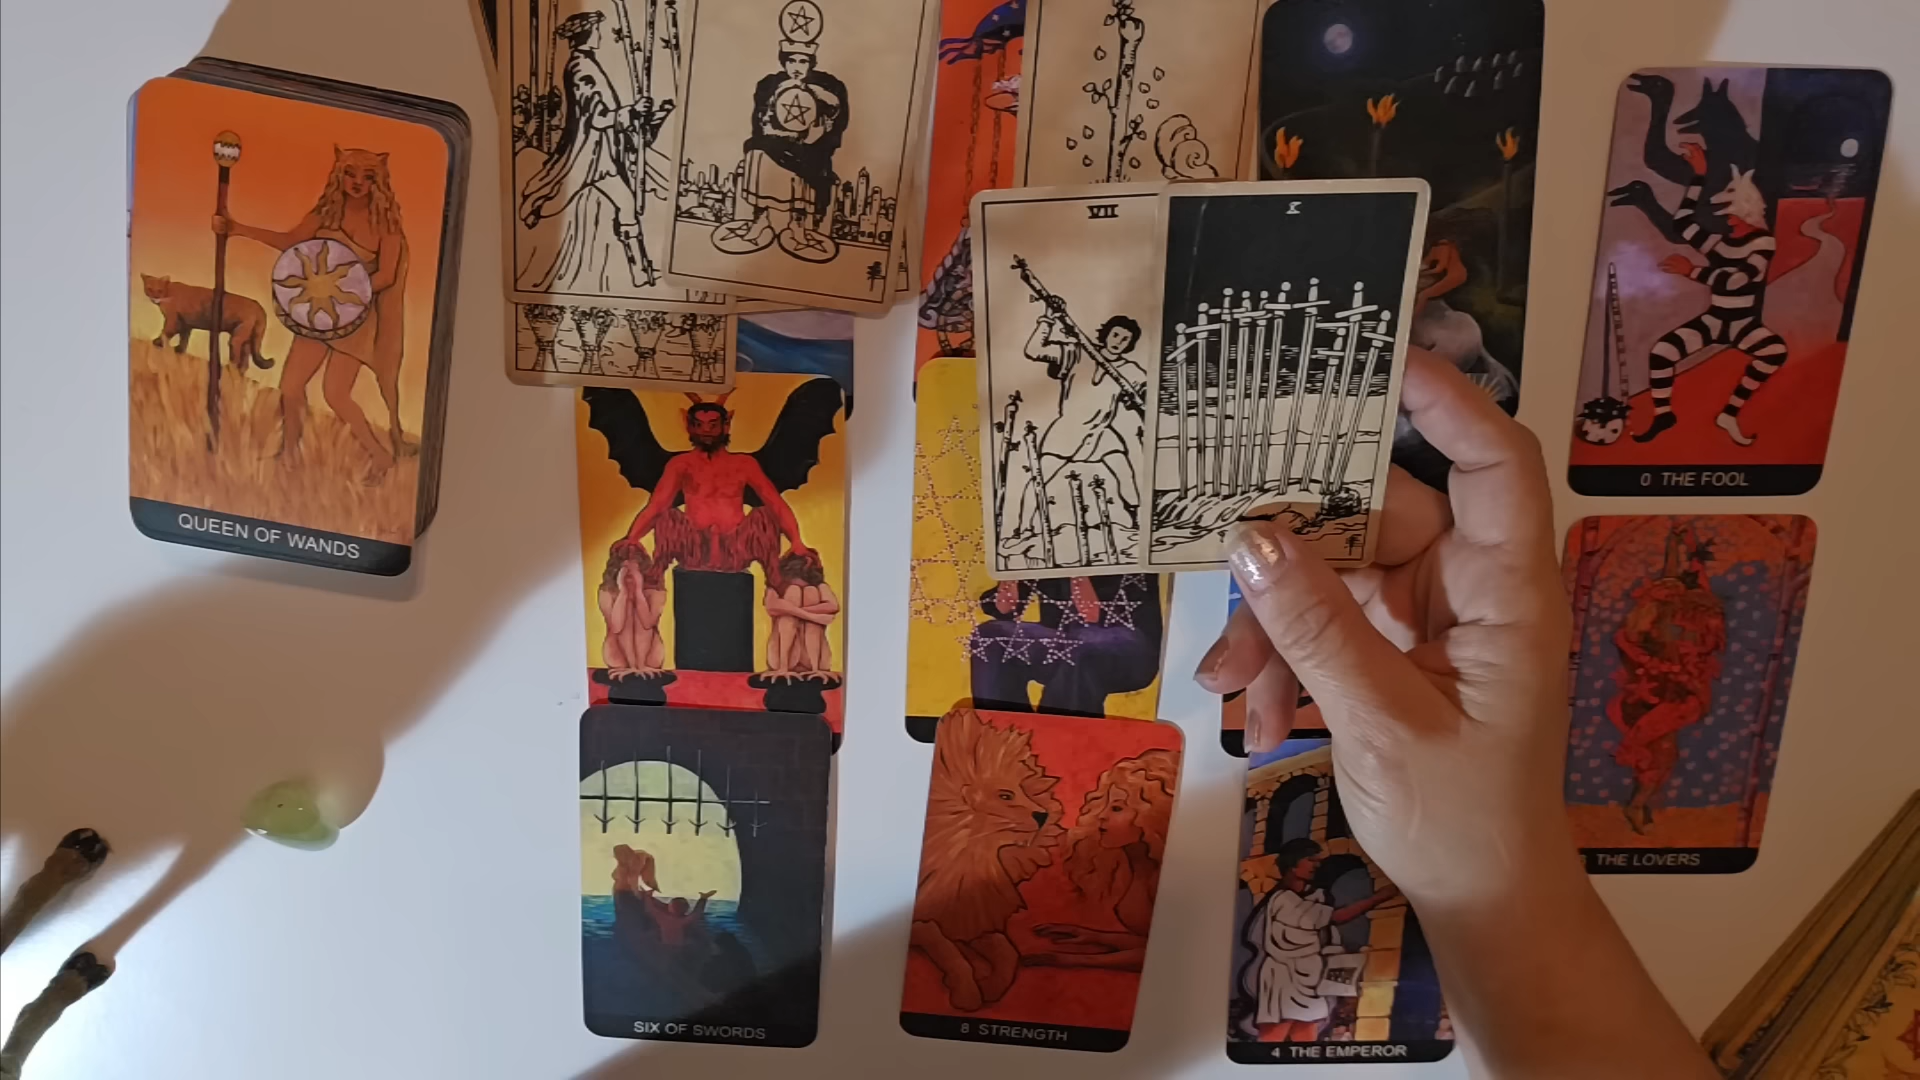 VII
X
0 THE FOOL
QUEEN OF WANDS
THE LOVERS
SIX OF SWORDS
8 STRENGTH
4 THE EMPEROR